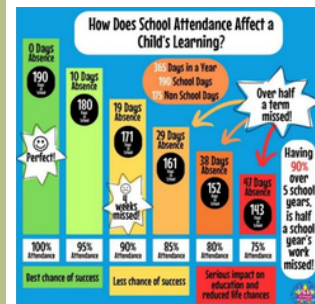 How Does School Attendance Affect a
Child's Learning?
365 Days in a Year
190 School Days
175 Non School Days
0 Days
Absence
190
Perfect!
10 Days
Absence
180
19 Days
Absence
171
4
weeks
missed!
29 Days
Absence
161
38 Days
Absence
152
47 Days
Absence
143
Over half
a term
missed!
Having
90%
over
5 school
years,
is half
a school
year's
work
missed!
100%
Attendance
95%
Attendance
90%
Attendance
85%
Attendance
80%
Attendance
75%
Attendance
Best chance of success
Less chance of success
Serious impact on
education and
reduced life chances